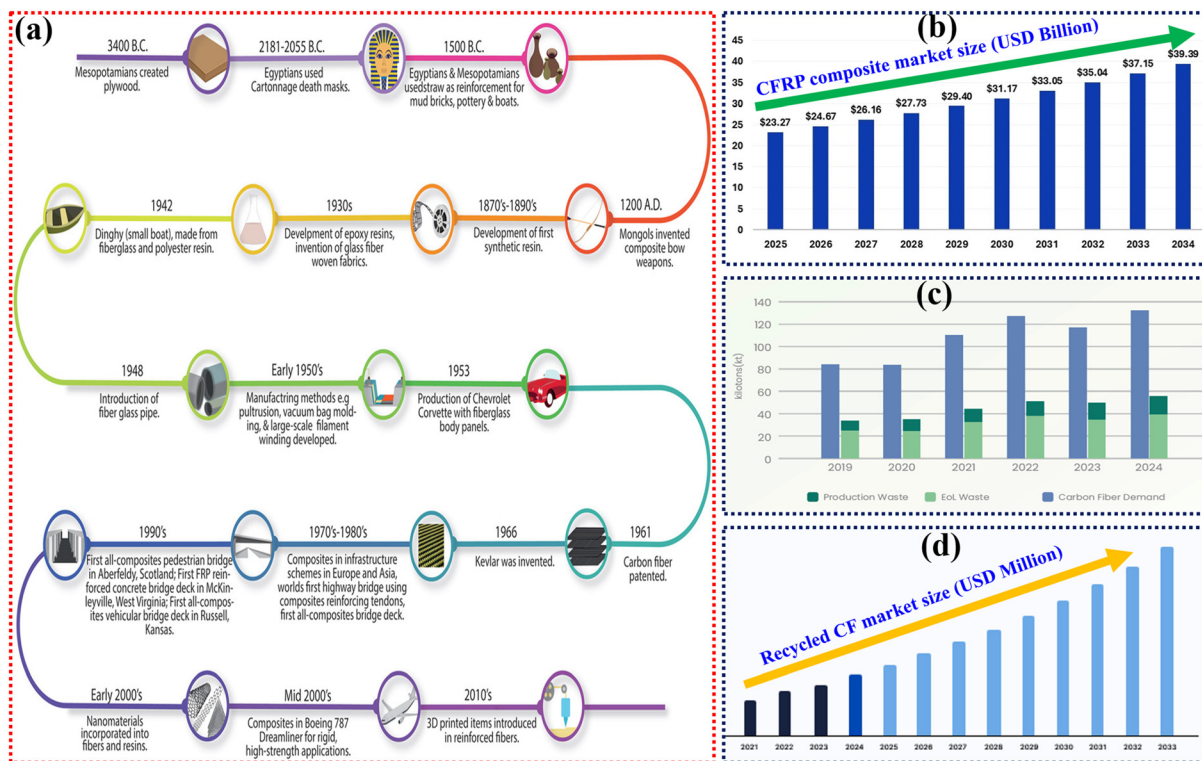 (a)
3400 B.C.
Mesopotamians created
plywood.
2181-2055 B.C.
Egyptians used
Cartonnage death masks.
1500 B.C.
Egyptians & Mesopotamians
usedstraw as reinforcement for
mud bricks, pottery & boats.
1942
Dinghy (small boat), made from
fiberglass and polyester resin.
1930s
Develpment of epoxy resins,
invention of glass fiber
woven fabrics.
1870's-1890's
Development of first
synthetic resin.
1200 A.D.
Mongols invented
composite bow
weapons.
1948
Introduction of
fiber glass pipe.
Early 1950's
Manufactring methods e.g
pultrusion, vacuum bag mold-
ing, & large-scale filament
winding developed.
1953
Production of Chevrolet
Corvette with fiberglass
body panels.
1990's
First all-composites pedestrian bridge
in Aberfeldy, Scotland; First FRP rein-
forced concrete bridge deck in McKin-
leyville, West Virginia; First all-compos-
ites vehicular bridge deck in Russell,
Kansas.
1970's-1980's
Composites in infrastructure
schemes in Europe and Asia,
worlds first highway bridge using
composites reinforcing tendons,
first all-composites bridge deck.
1966
Kevlar was invented.
1961
Carbon fiber
patented.
Early 2000's
Nanomaterials
incorporated into
fibers and resins.
Mid 2000's
Composites in Boeing 787
Dreamliner for rigid,
high-strength applications.
2010's
3D printed items introduced
in reinforced fibers.
(b)
CFRP composite market size (USD Billion)
45
40
35
30
25
20
15
10
5
0
$23.27
$24.67
$26.16
$27.73
$29.40
$31.17
$33.05
$35.04
$37.15
$39.39
2025 2026 2027 2028 2029 2030 2031 2032 2033 2034
(c)
kilotons(kt)
140
120
100
80
60
40
20
0
2019 2020 2021 2022 2023 2024
Production Waste EoL Waste Carbon Fiber Demand
(d)
Recycled CF market size (USD Million)
2021 2022 2023 2024 2025 2026 2027 2028 2029 2030 2031 2032 2033